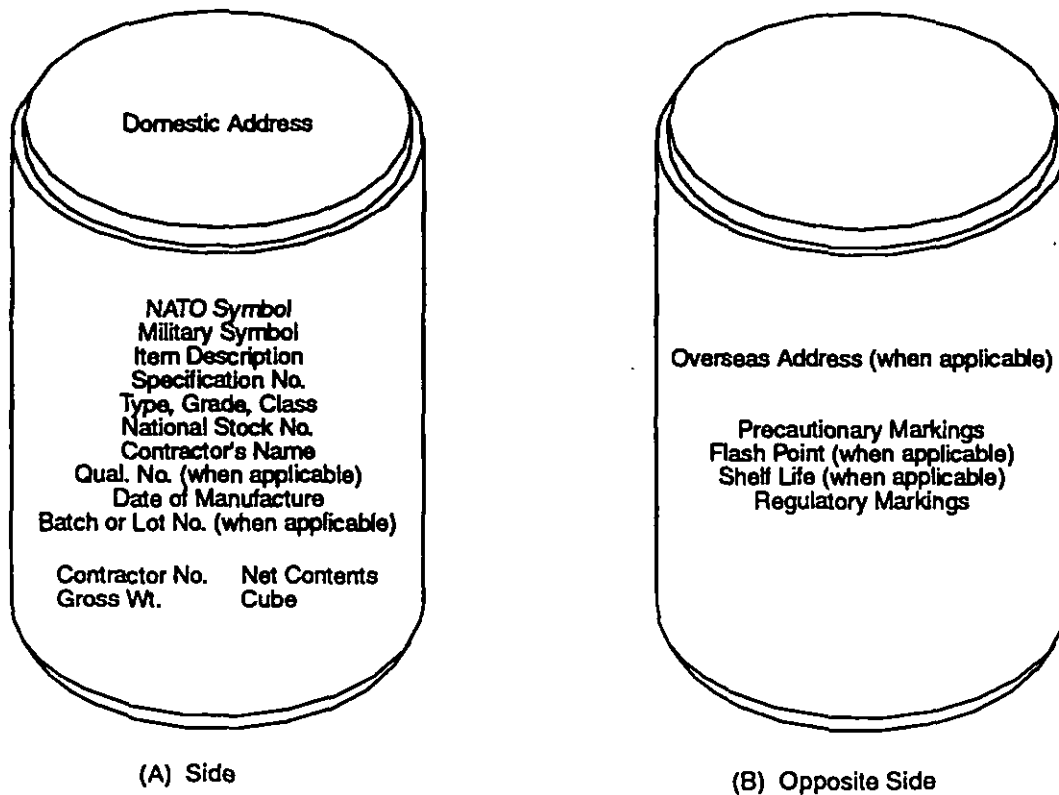 Domestic Address
NATO Symbol
Military Symbol
Item Description
Specification No.
Type, Grade, Class
National Stock No.
Contractor's Name
Qual. No. (when applicable)
Date of Manufacture
Batch or Lot No. (when applicable)
Contractor No. Net Contents
Gross Wt. Cube
(A) Side
Overseas Address (when applicable)
Precautionary Markings
Flash Point (when applicable)
Shelf Life (when applicable)
Regulatory Markings
(B) Opposite Side